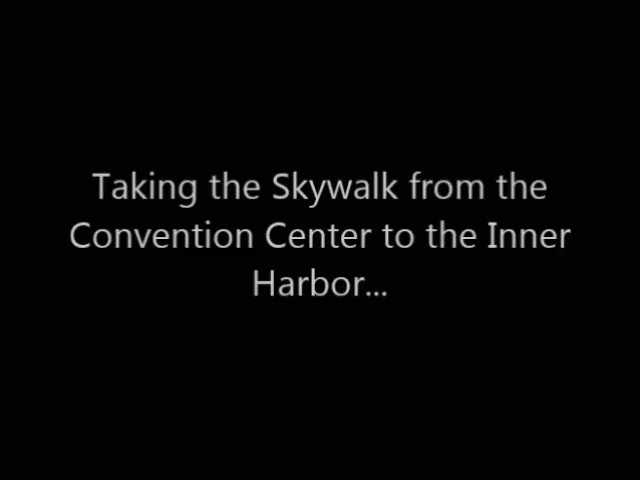 Taking the Skywalk from the
Convention Center to the Inner
Harbor...